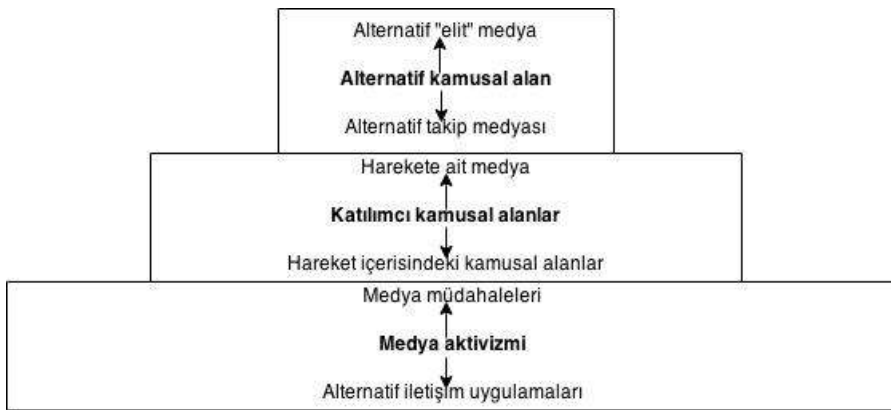 Alternatif "elit" medya
Alternatif kamusal alan
Alternatif takip medyası
Harekete ait medya
Katılımcı kamusal alanlar
Hareket içerisindeki kamusal alanlar
Medya müdahaleleri
Medya aktivizmi
Alternatif iletişim uygulamaları